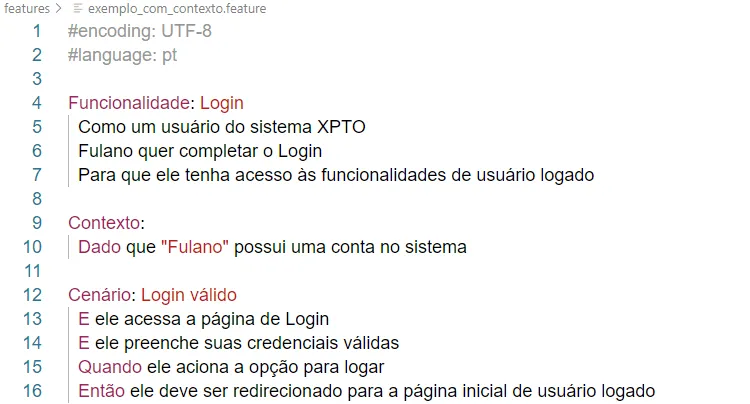 features > exemplo_com_contexto.feature
1 #encoding: UTF-8
2 #language: pt
3
4 Funcionalidade: Login
5 Como um usuário do sistema XPTO
6 Fulano quer completar o Login
7 Para que ele tenha acesso às funcionalidades de usuário logado
8
9 Contexto:
10 Dado que "Fulano" possui uma conta no sistema
11
12 Cenário: Login válido
13 E ele acessa a página de Login
14 E ele preenche suas credenciais válidas
15 Quando ele aciona a opção para logar
16 Então ele deve ser redirecionado para a página inicial de usuário logado